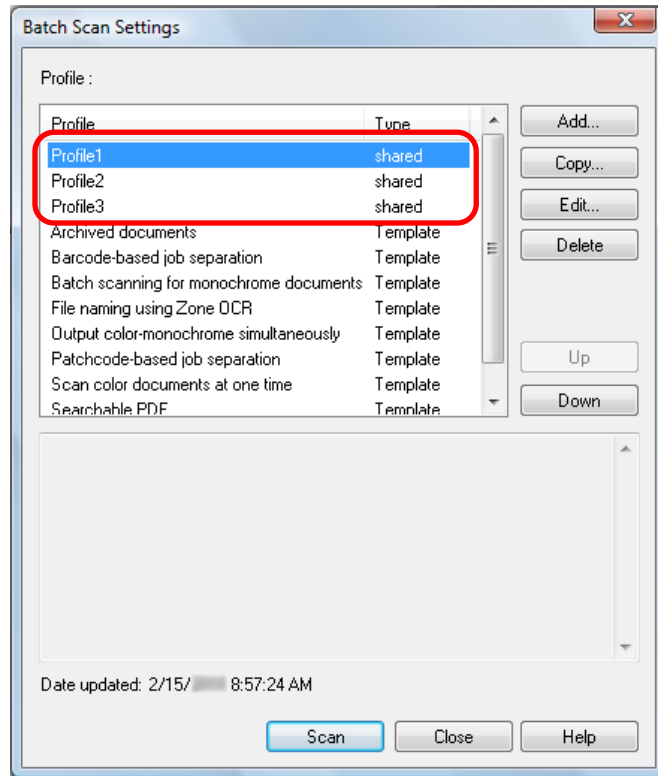 Batch Scan Settings
Profile :
Profile Type
Profile1 shared
Profile2 shared
Profile3 shared
Archived documents Template
Barcode-based job separation Template
Batch scanning for monochrome documents Template
File naming using Zone OCR Template
Output color-monochrome simultaneously Template
Patchcode-based job separation Template
Scan color documents at one time Template
Searchable PDF Template
Add...
Copy...
Edit...
Delete
Up
Down
Date updated: 2/15/ 8:57:24 AM
Scan Close Help